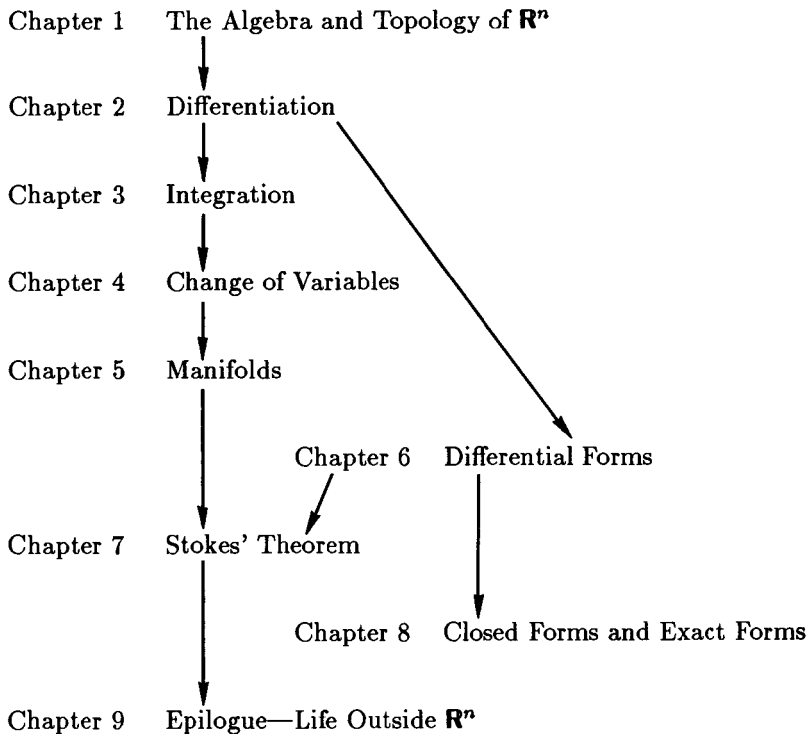 Chapter 1 The Algebra and Topology of Rⁿ
Chapter 2 Differentiation
Chapter 3 Integration
Chapter 4 Change of Variables
Chapter 5 Manifolds
Chapter 6 Differential Forms
Chapter 7 Stokes' Theorem
Chapter 8 Closed Forms and Exact Forms
Chapter 9 Epilogue—Life Outside Rⁿ